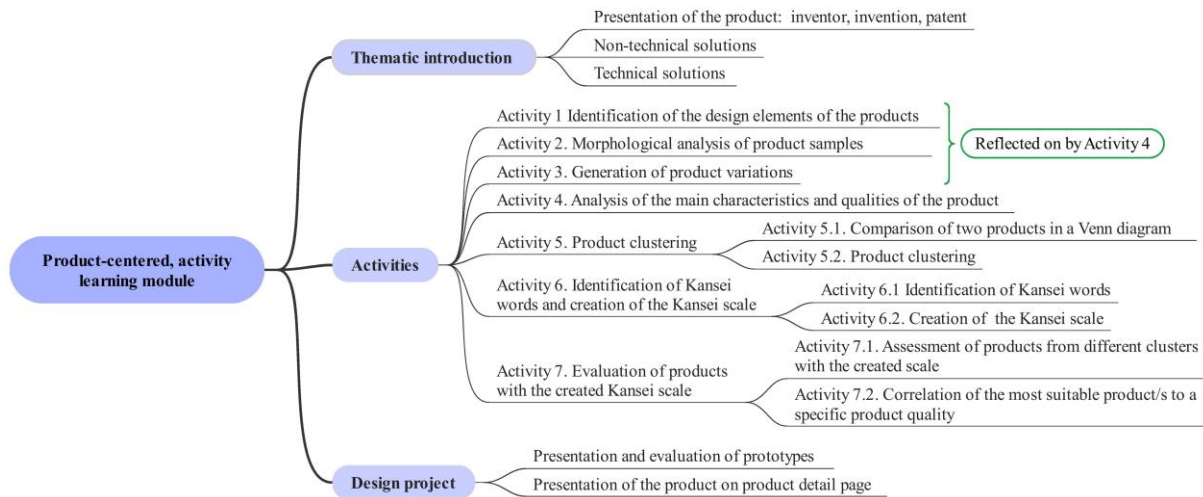 Presentation of the product:  inventor, invention, patent
Thematic introduction
Non-technical solutions
Technical solutions
Activity 1 Identification of the design elements of the products
Activity 2. Morphological analysis of product samples
Reflected on by Activity 4
Activity 3. Generation of product variations
Activity 4. Analysis of the main characteristics and qualities of the product
Product-centered, activity
learning module
Activities
Activity 5. Product clustering
Activity 5.1. Comparison of two products in a Venn diagram
Activity 5.2. Product clustering
Activity 6. Identification of Kansei
words and creation of the Kansei scale
Activity 6.1 Identification of Kansei words
Activity 6.2. Creation of  the Kansei scale
Activity 7. Evaluation of products
with the created Kansei scale
Activity 7.1. Assessment of products from different clusters
with the created scale
Activity 7.2. Correlation of the most suitable product/s to a
specific product quality
Design project
Presentation and evaluation of prototypes
Presentation of the product on product detail page